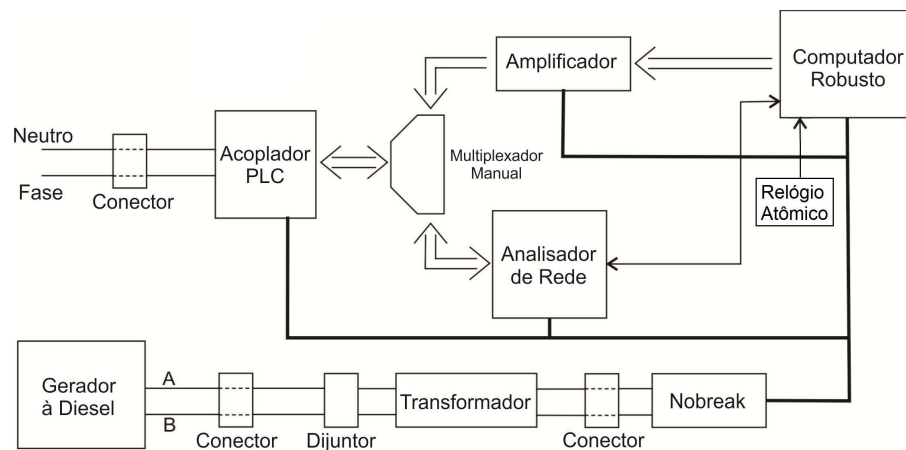 Computador
Robusto
Amplificador
Neutro
Fase
Conector
Acoplador
PLC
Multiplexador
Manual
Relógio
Atômico
Analisador
de Rede
Gerador
à Diesel
A
B
Conector
Dijuntor
Transformador
Conector
Nobreak